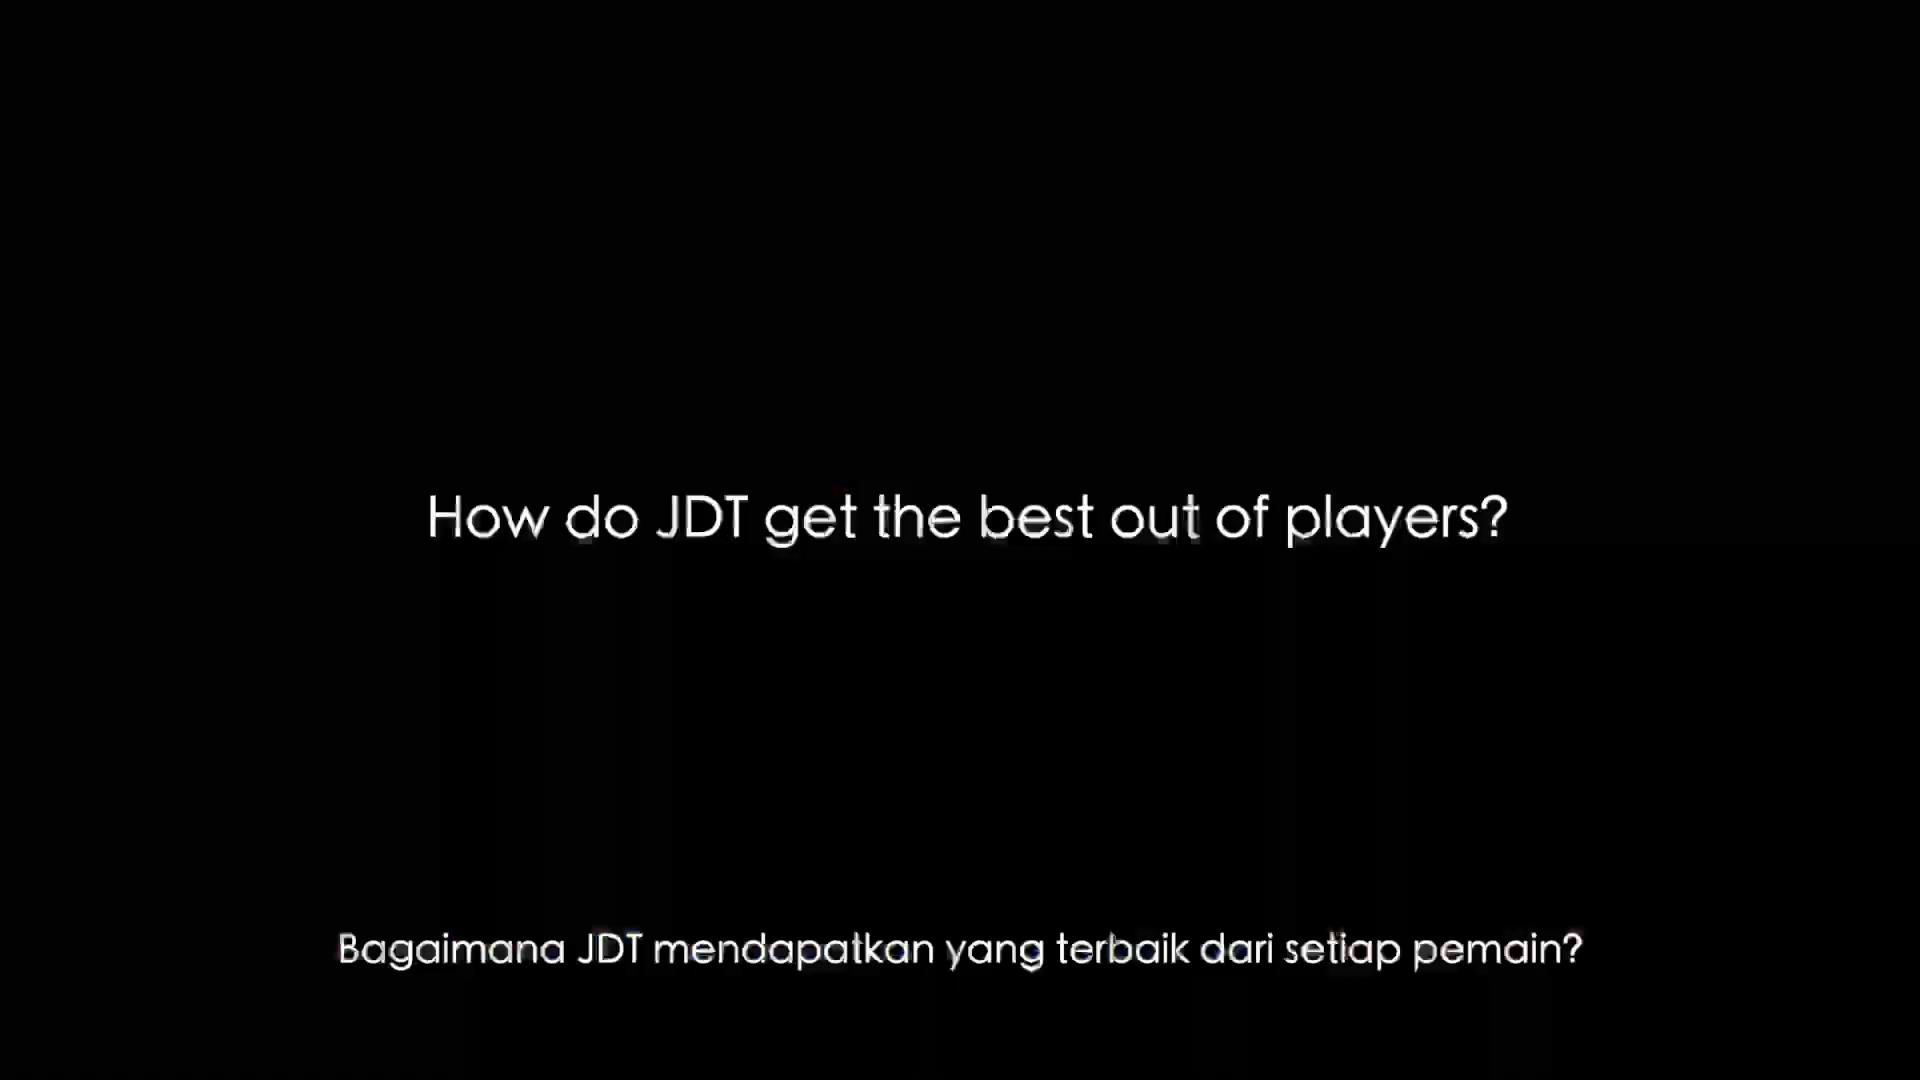 How do JDT get the best out of players?
Bagaimana JDT mendapatkan yang terbaik dari setiap pemain?